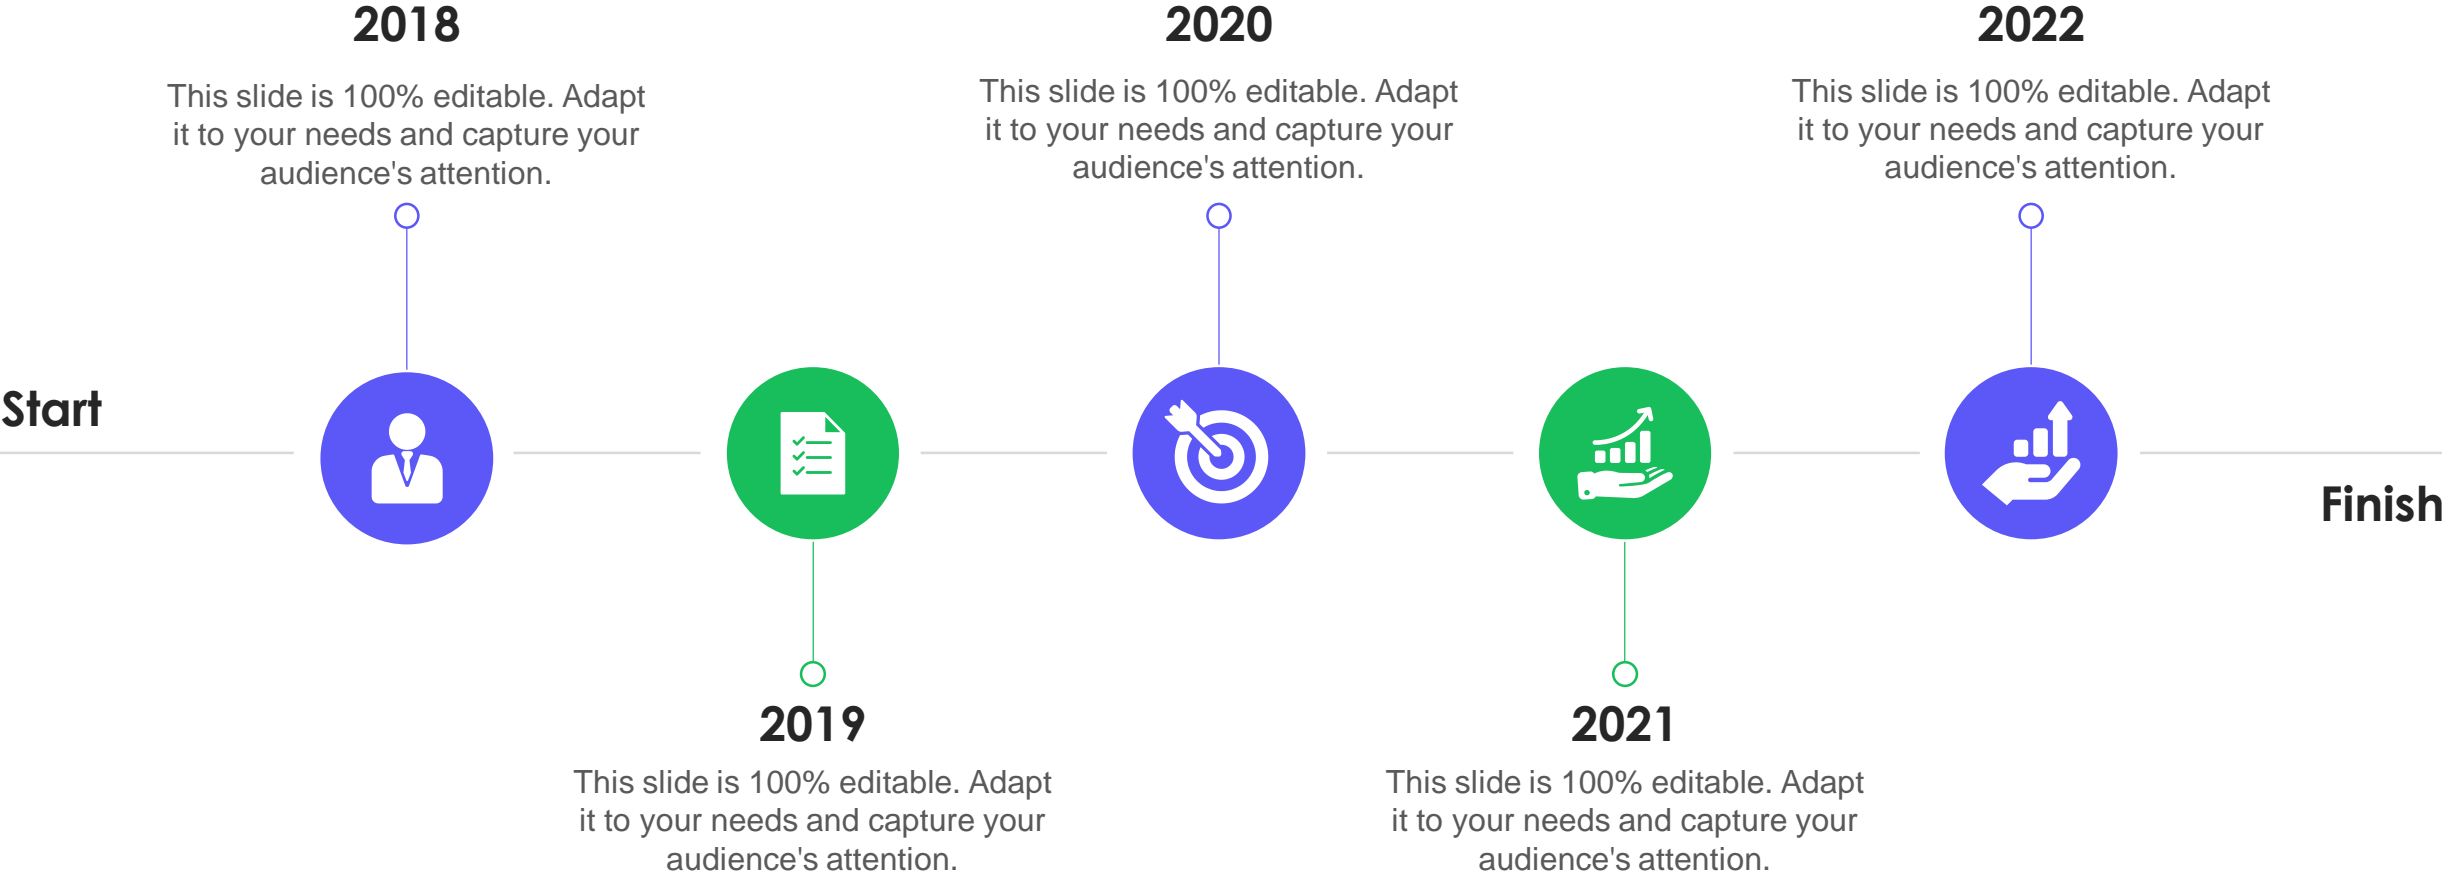 2018
This slide is 100% editable. Adapt
it to your needs and capture your
audience's attention.
2020
This slide is 100% editable. Adapt
it to your needs and capture your
audience's attention.
2022
This slide is 100% editable. Adapt
it to your needs and capture your
audience's attention.
Start
Finish
2019
This slide is 100% editable. Adapt
it to your needs and capture your
audience's attention.
2021
This slide is 100% editable. Adapt
it to your needs and capture your
audience's attention.